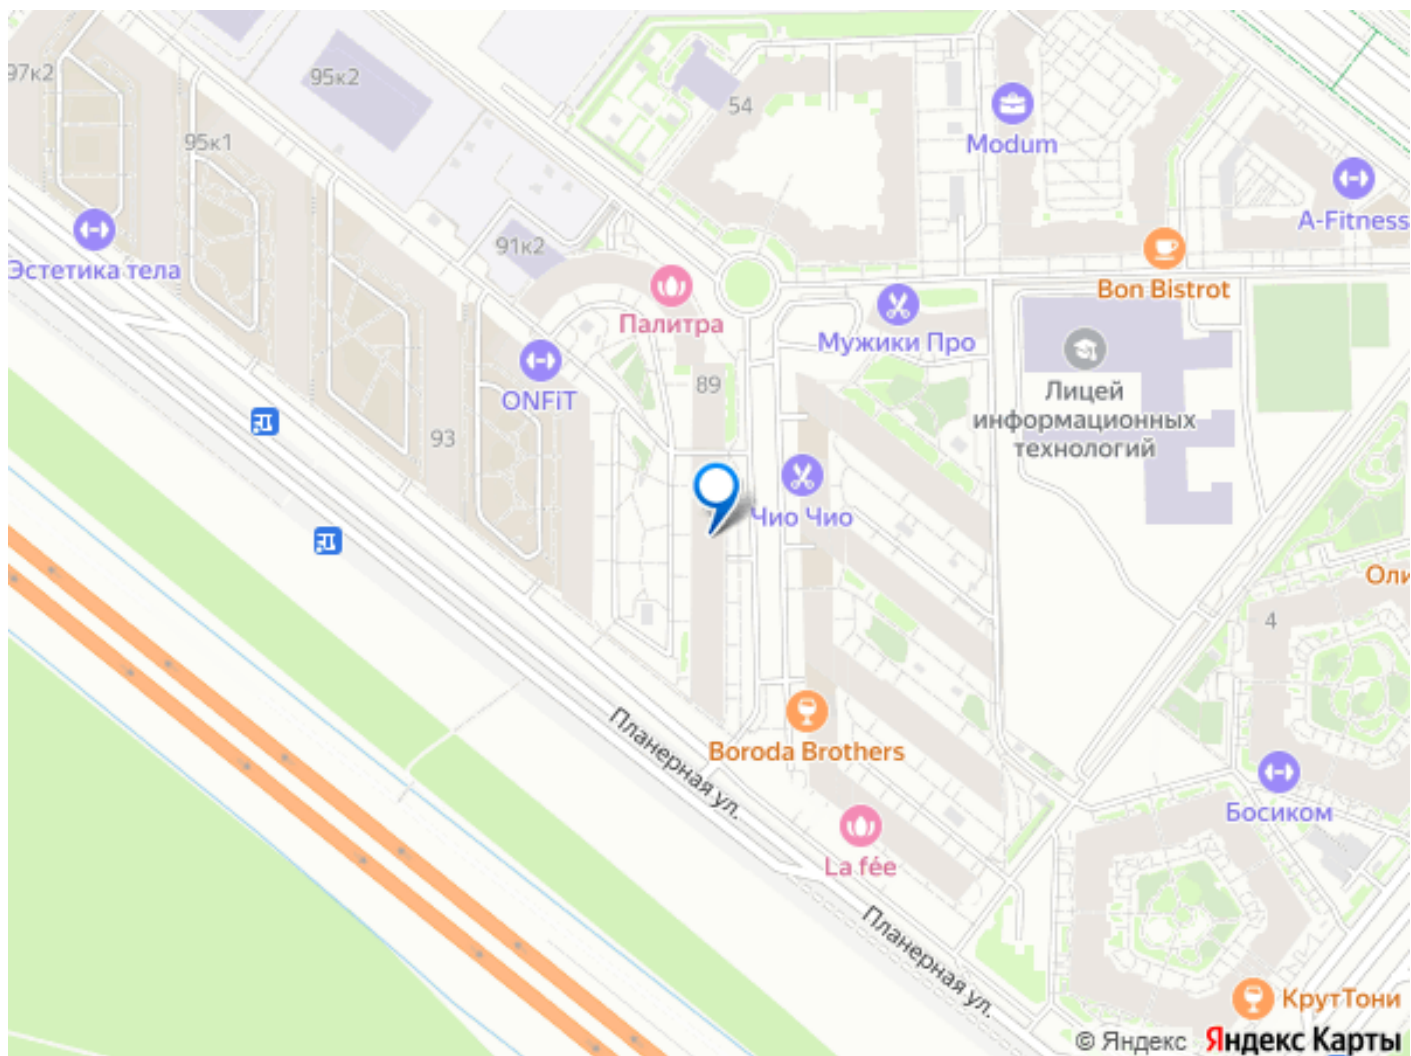 97к2
95к2
54
Modum
95к1
A-Fitness
Эстетика тела
91к2
Bon Bistrot
Палитра
Мужики Про
89
ONFiT
Лицей
информационных
технологий
93
Чио Чио
Оли
4
Планерная ул.
Boroda Brothers
Босиком
La fée
Планерная ул.
КрутТони
© Яндекс Яндекс Карты